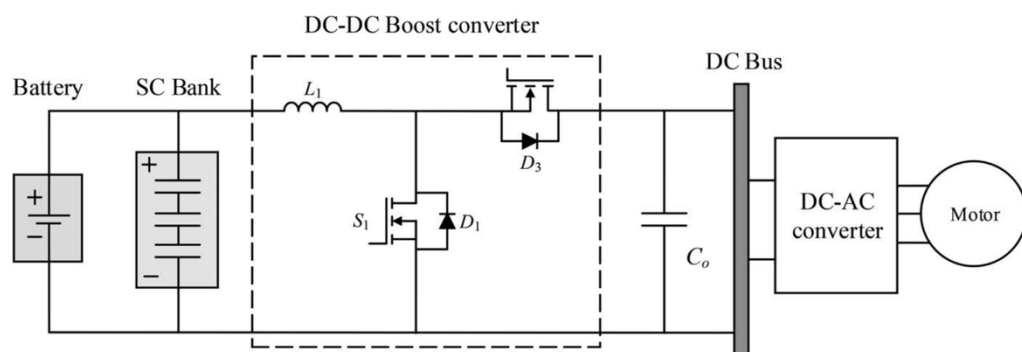 DC-DC Boost converter
DC Bus
Battery
SC Bank
L₁
D₃
+
+
S₁
D₁
−
−
Cₒ
DC-AC
converter
Motor